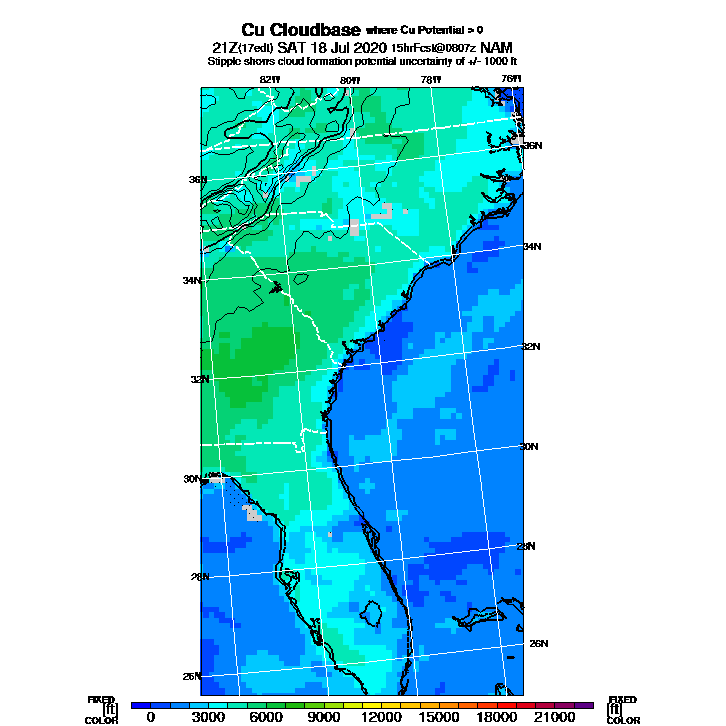 Cu Cloudbase where Cu Potential > 0
21Z(17edt) SAT 18 Jul 2020 15hrFcst@0807z NAM
Stipple shows cloud formation potential uncertainty of +/- 1000 ft
82W 80W 78W 76W
36N
36N
34N
34N
32N
32N
30N
30N
28N
28N
26N
26N
FIXED FIXED
[ft] [ft]
COLOR COLOR
0 3000 6000 9000 12000 15000 18000 21000